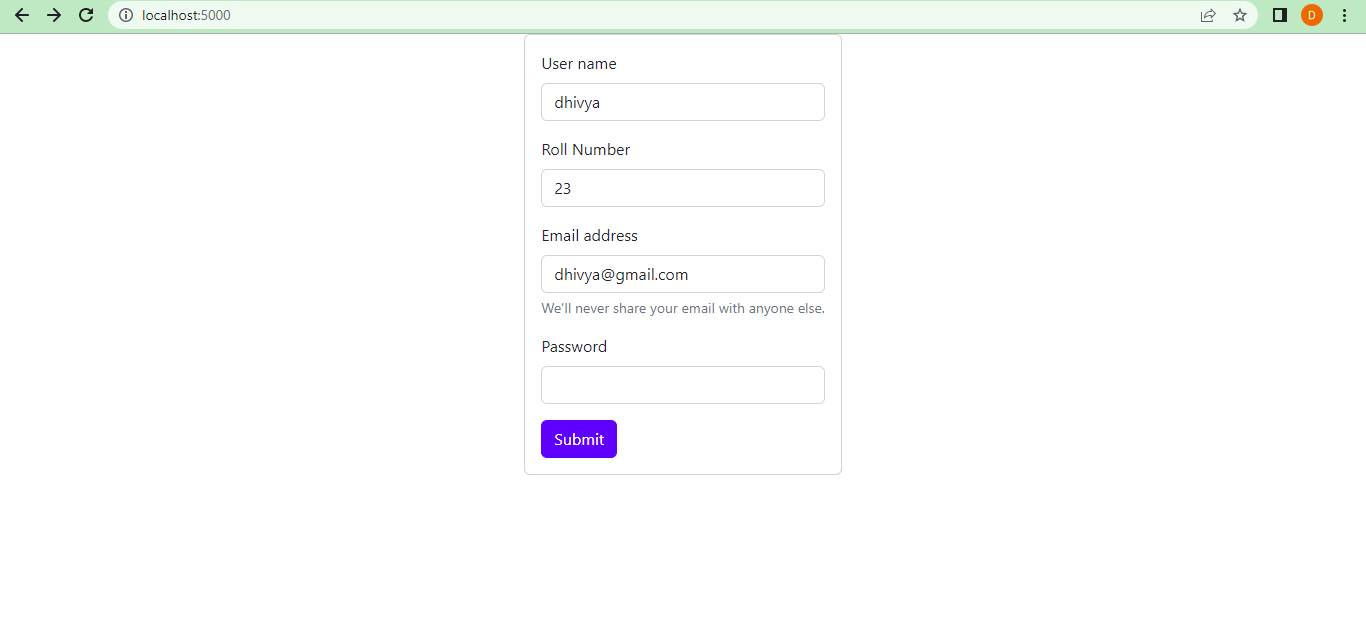 localhost:5000
D
User name
dhivya
Roll Number
23
Email address
dhivya@gmail.com
We'll never share your email with anyone else.
Password
Submit